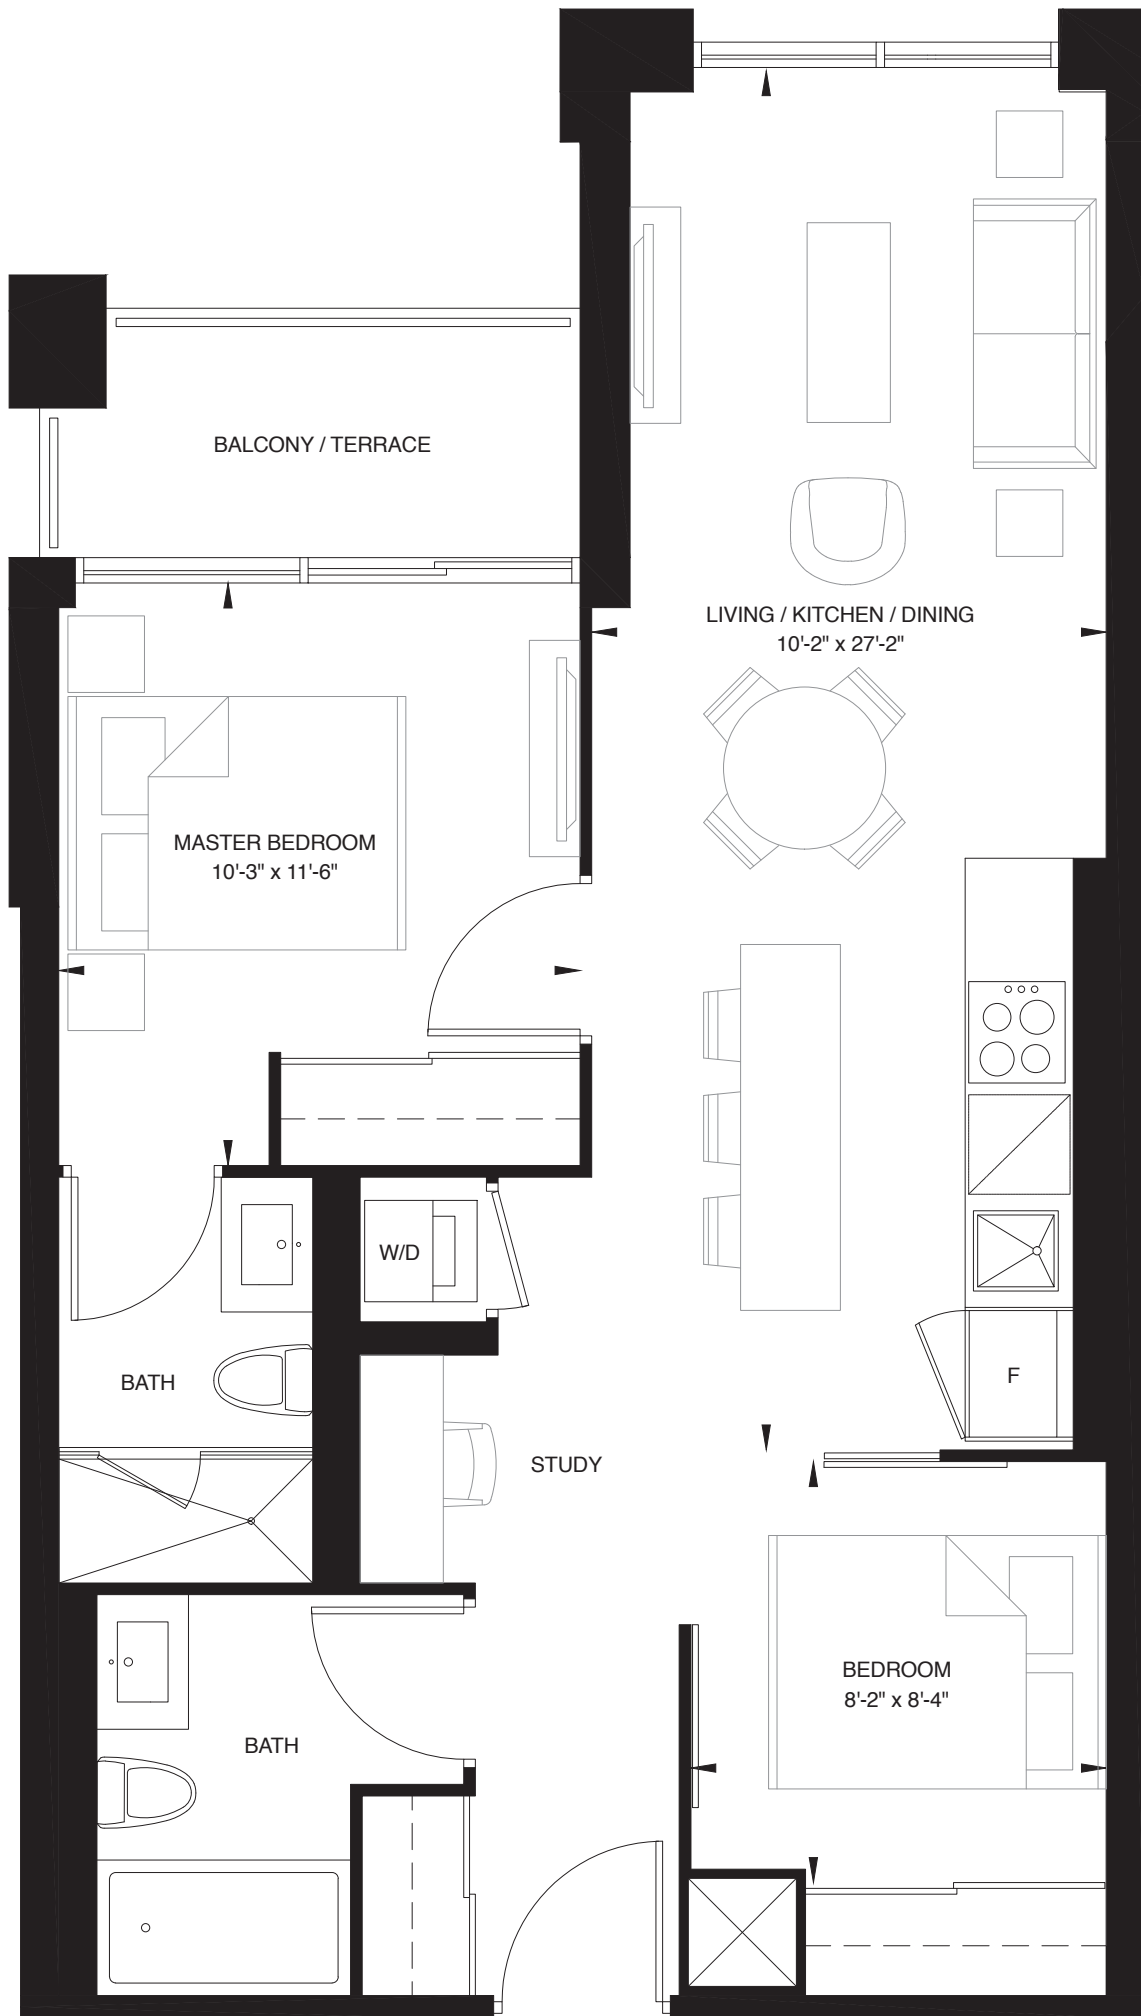 BALCONY / TERRACE
LIVING / KITCHEN / DINING
10'-2" x 27'-2"
MASTER BEDROOM
10'-3" x 11'-6"
W/D
BATH
F
STUDY
BEDROOM
8'-2" x 8'-4"
BATH